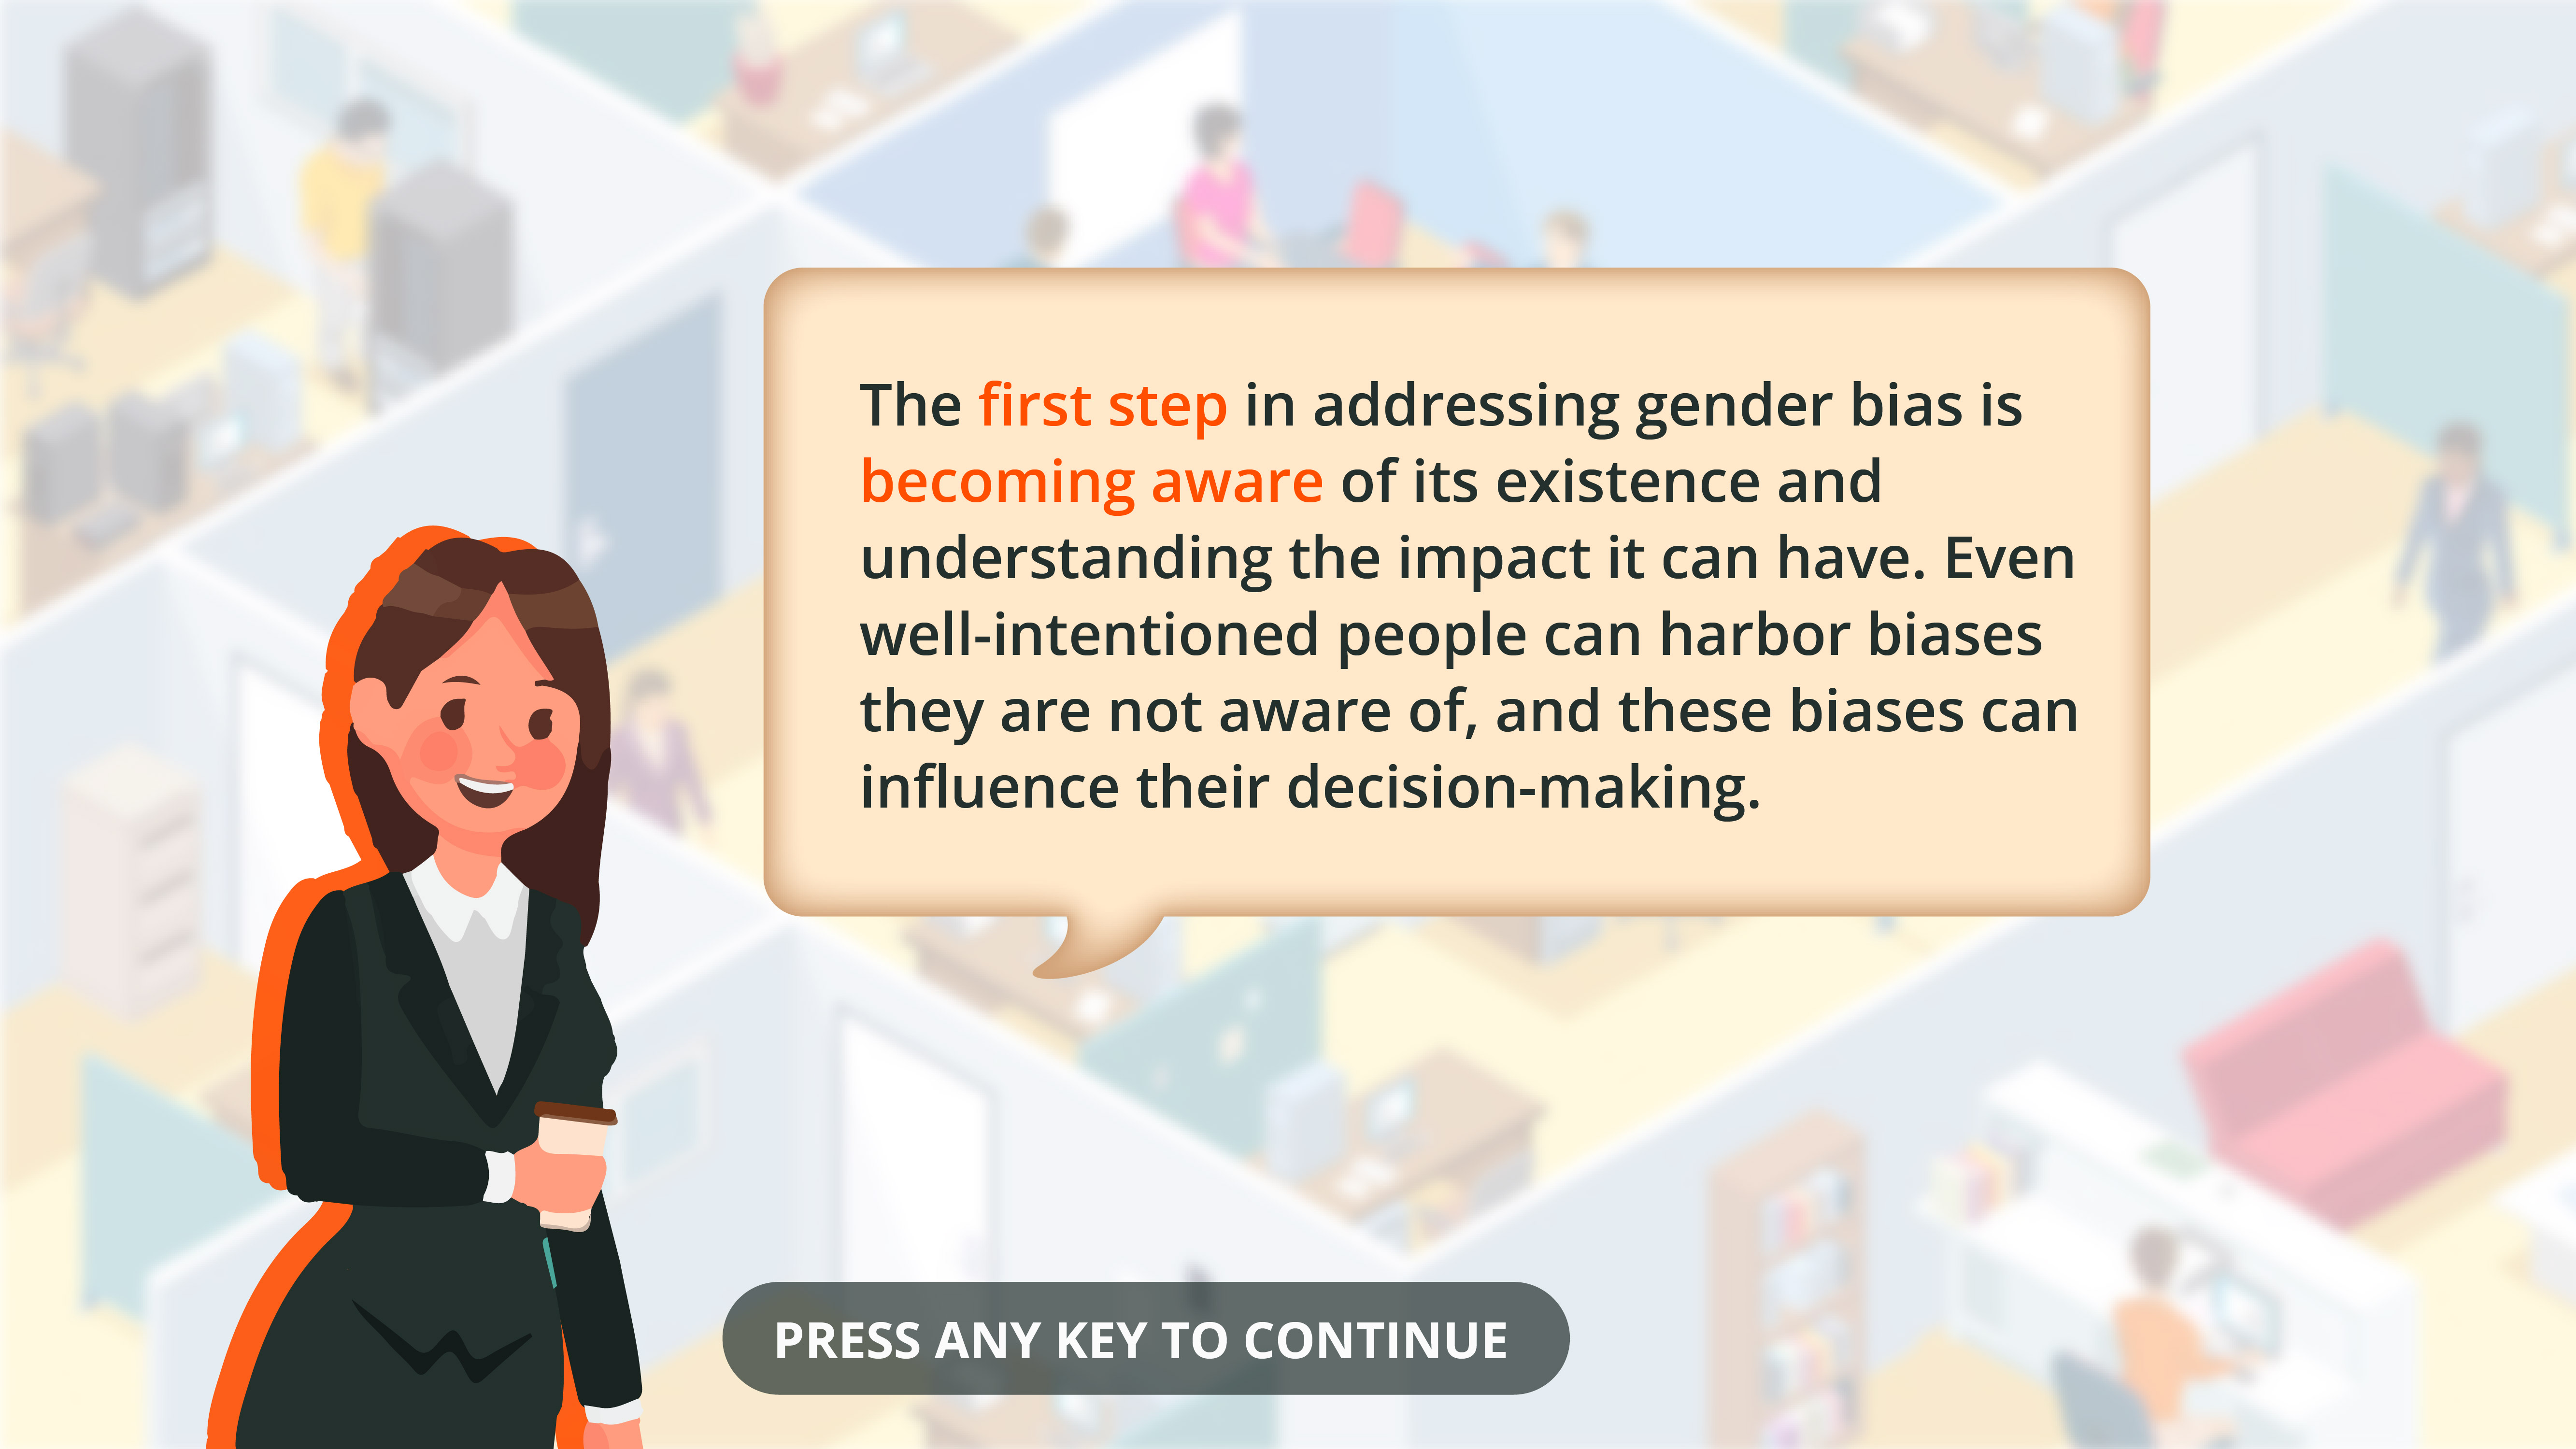 The first step in addressing gender bias is
becoming aware of its existence and
understanding the impact it can have. Even
well-intentioned people can harbor biases
they are not aware of, and these biases can
influence their decision-making.
PRESS ANY KEY TO CONTINUE